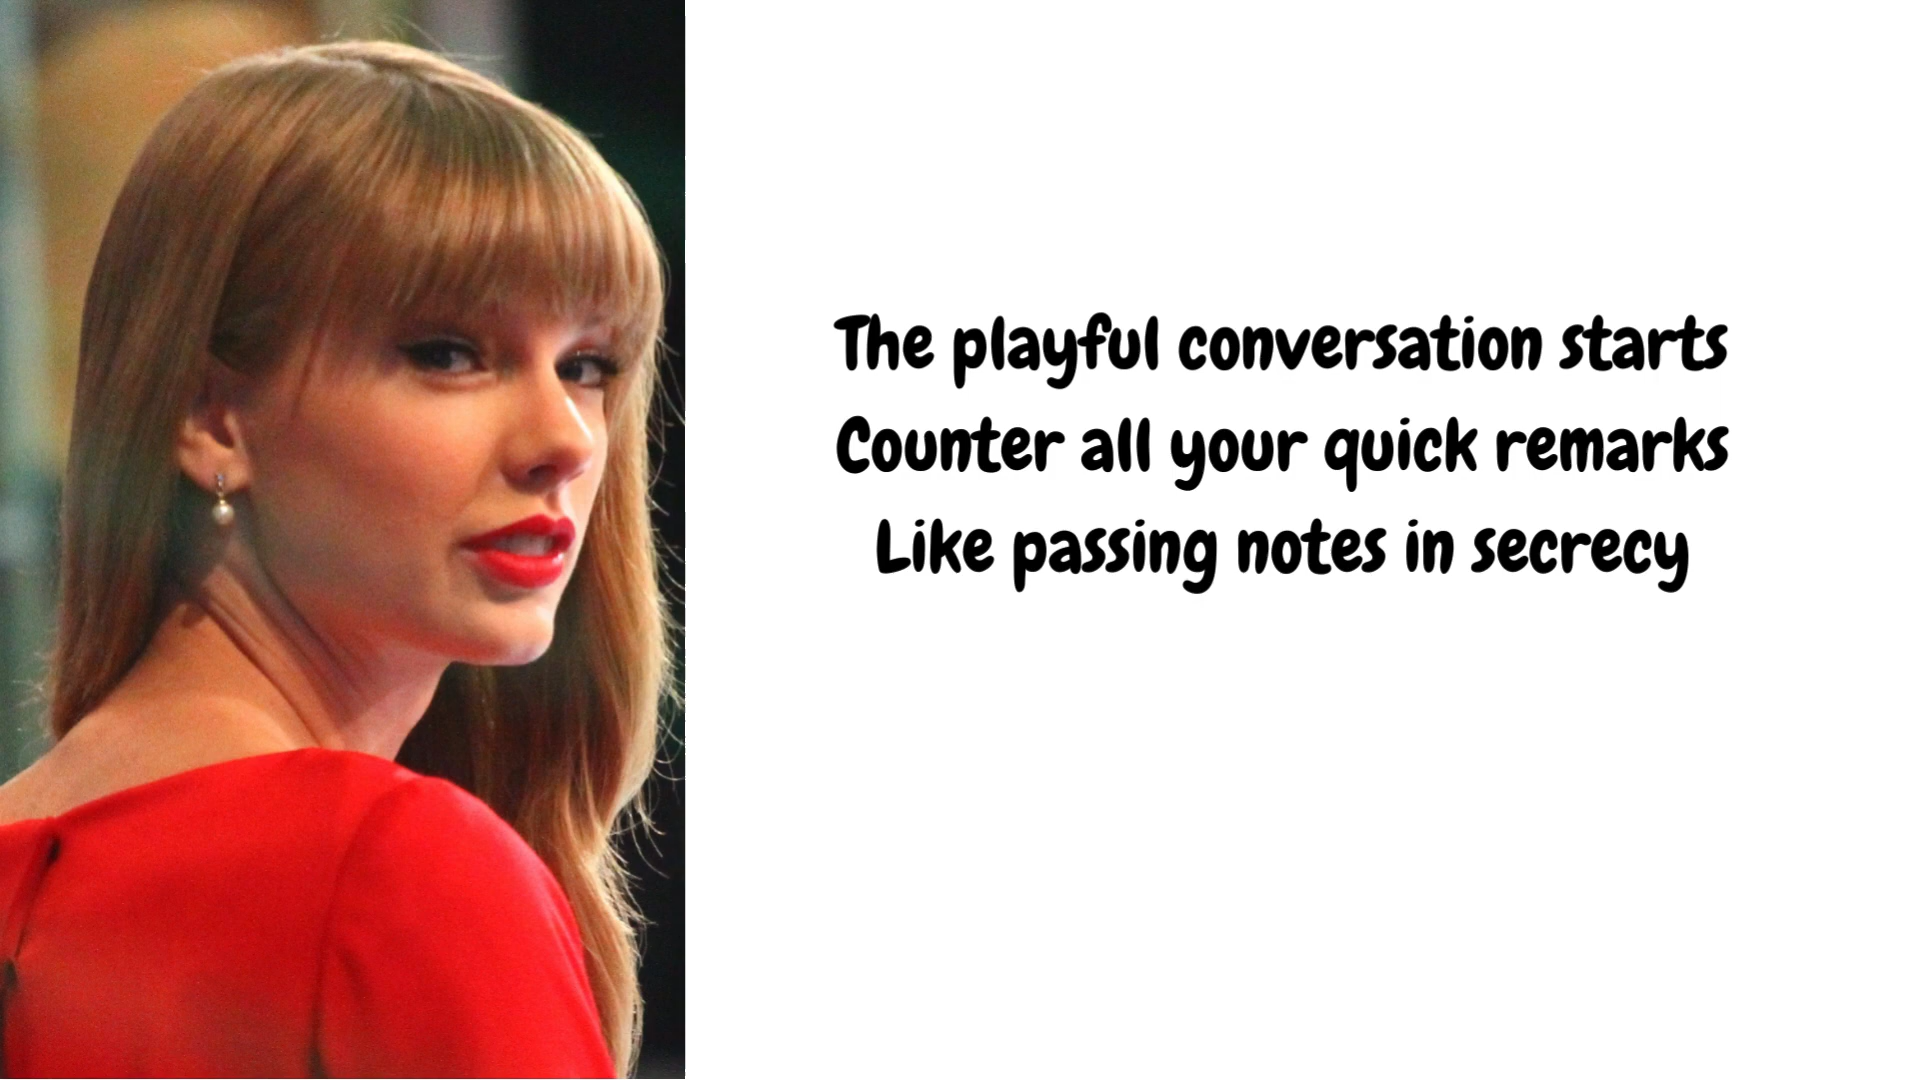 The playful conversation starts
Counter all your quick remarks
Like passing notes in secrecy